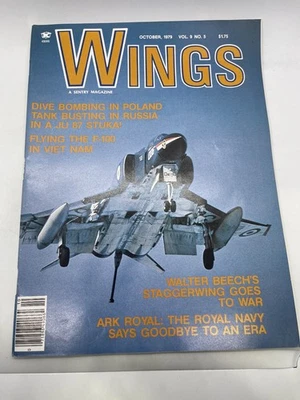 OCTOBER, 1979 VOL. 9 NO. 5 $1.75
WINGS
A SENTRY MAGAZINE
DIVE BOMBING IN POLAND
TANK BUSTING IN RUSSIA
IN A JU 87 STUKA!
FLYING THE F-100
IN VIET NAM
WALTER BEECH'S
STAGGERWING GOES
TO WAR
ARK ROYAL: THE ROYAL NAVY
SAYS GOODBYE TO AN ERA